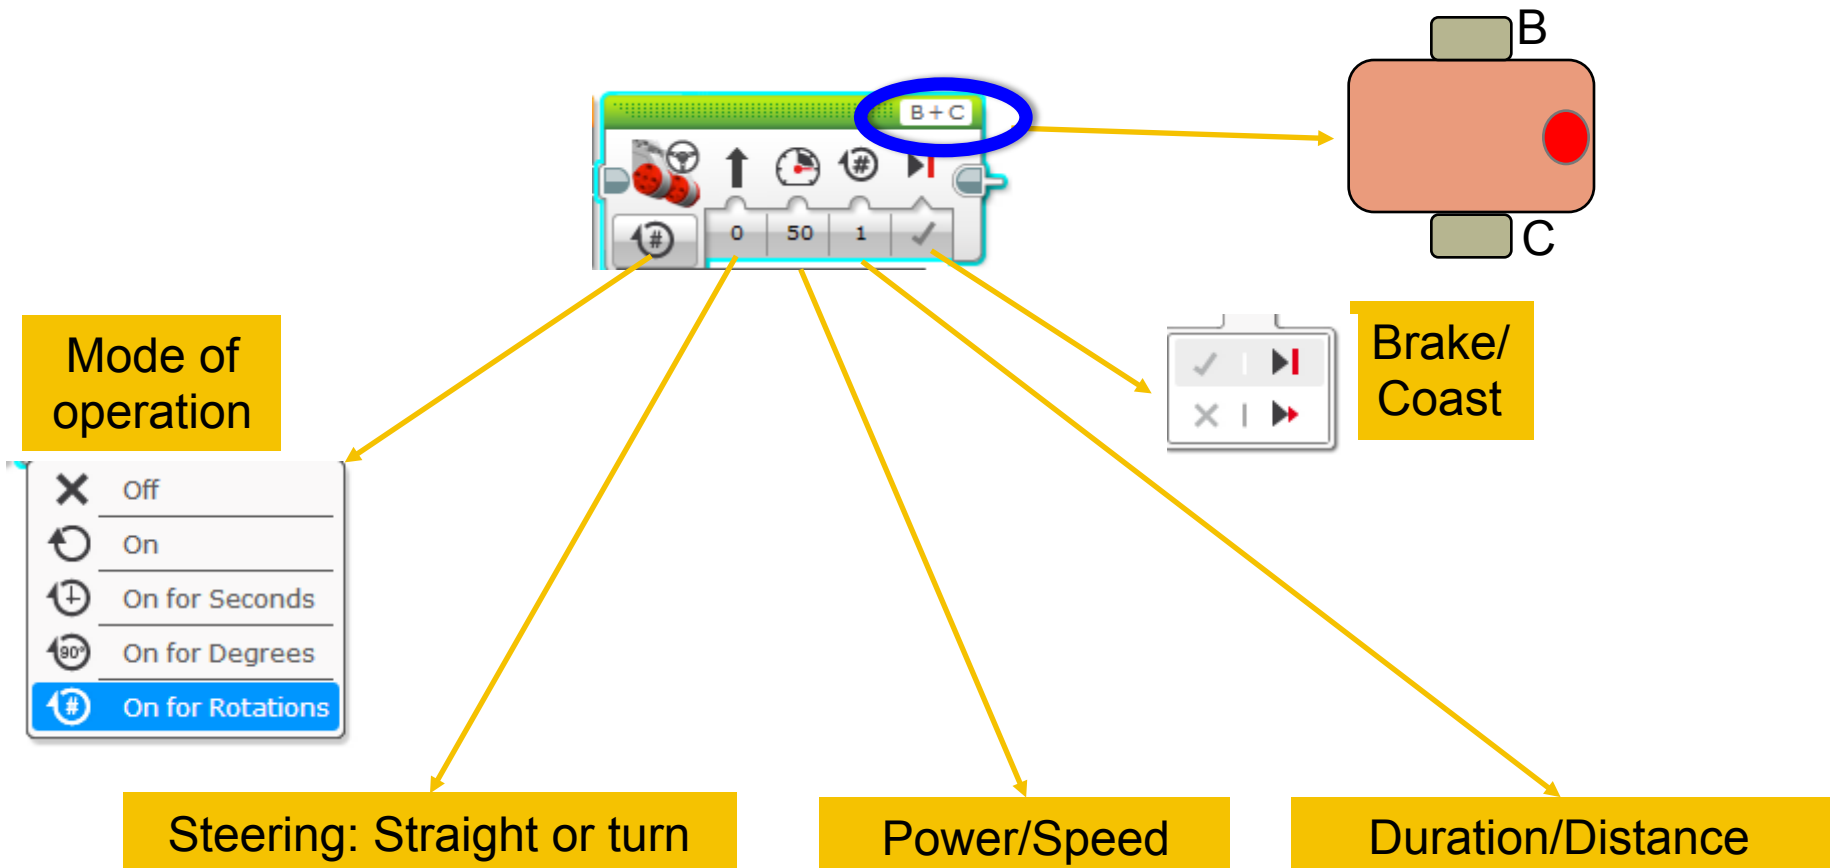 B
B + C
#
#
0 50 1
C
Mode of
operation
Brake/
Coast
Off
On
On for Seconds
90° On for Degrees
# On for Rotations
Steering: Straight or turn
Power/Speed
Duration/Distance